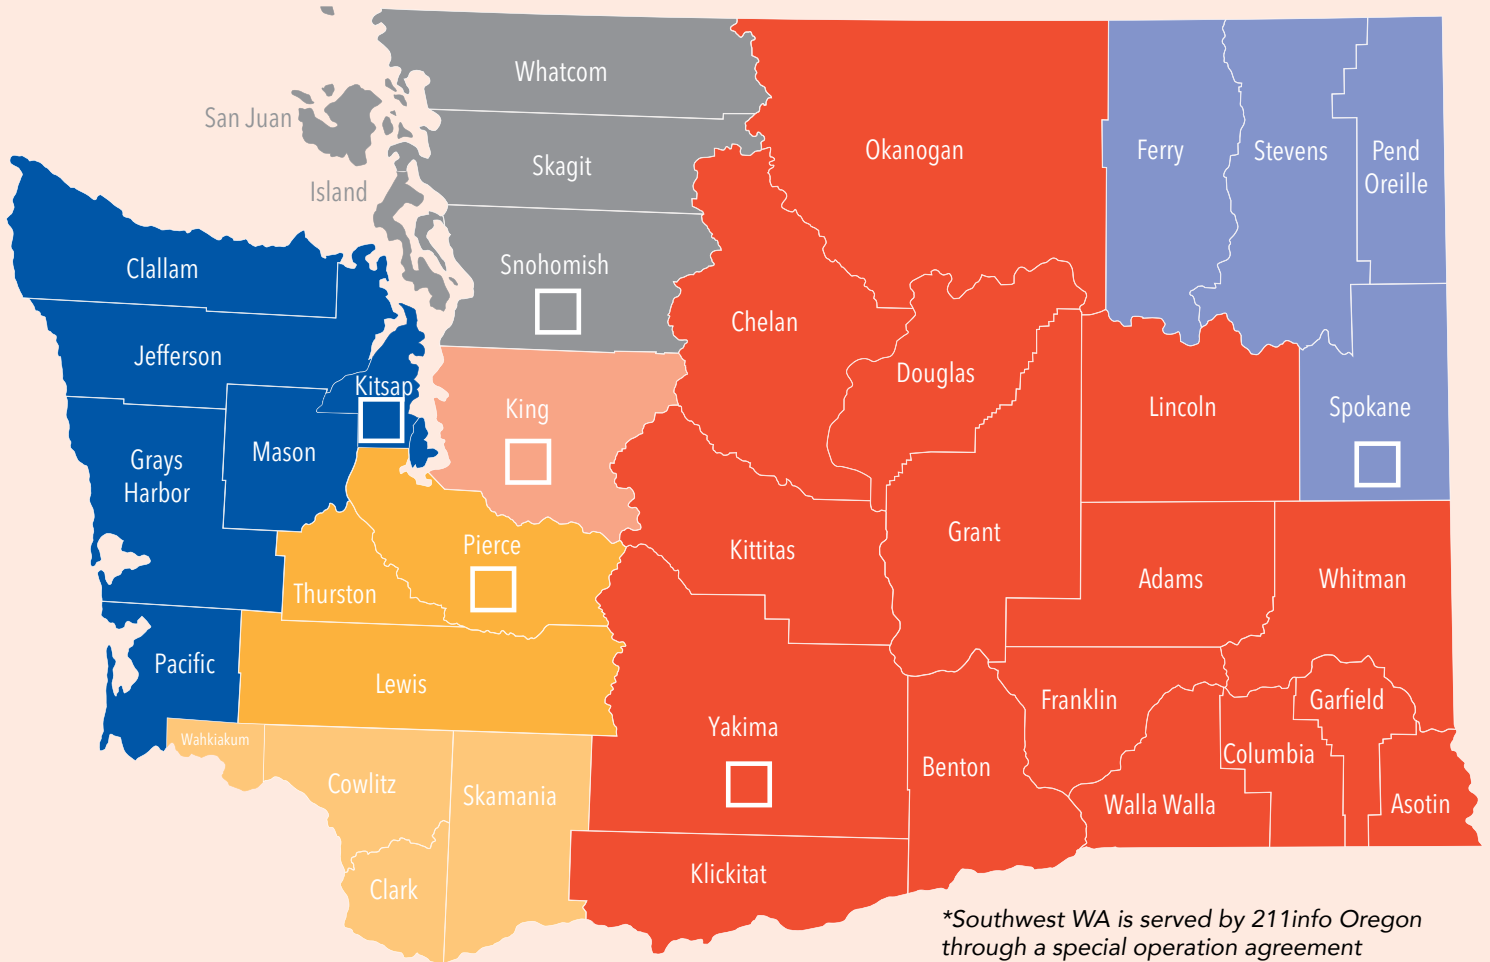 Whatcom
San Juan
Skagit
Island
Okanogan
Ferry
Stevens
Pend
Oreille
Clallam
Snohomish
Jefferson
Chelan
Kitsap
Douglas
King
Lincoln
Spokane
Mason
Grays
Harbor
Pierce
Kittitas
Grant
Adams
Whitman
Thurston
Pacific
Lewis
Yakima
Franklin
Garfield
Wahkiakum
Columbia
Benton
Cowlitz
Skamania
Walla Walla
Asotin
Klickitat
Clark
*Southwest WA is served by 211info Oregon
through a special operation agreement